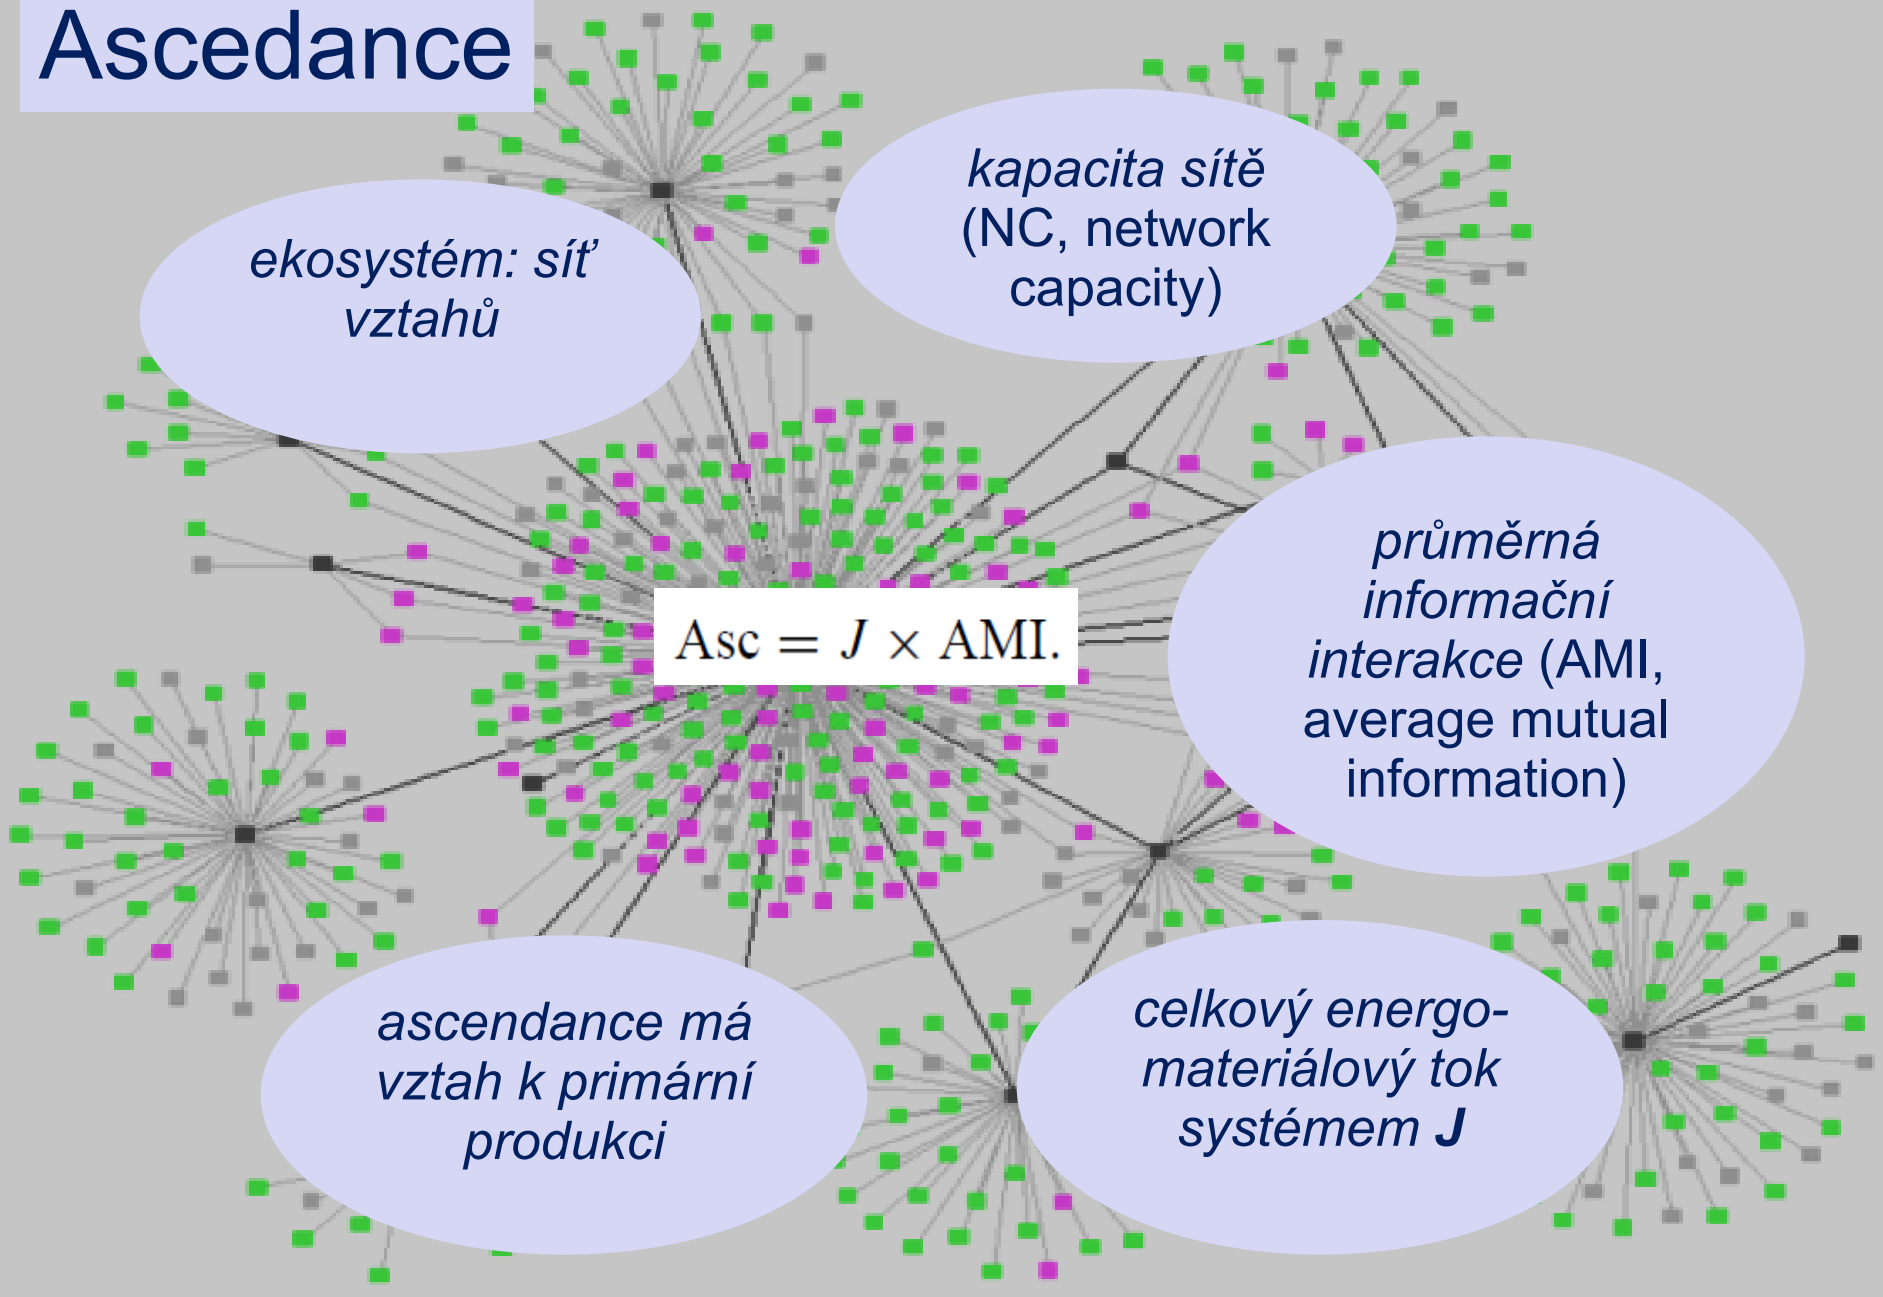 Ascedance
kapacita sítě
(NC, network
capacity)
ekosystém: síť
vztahů
průměrná
informační
interakce (AMI,
average mutual
information)
Asc = J × AMI.
ascendance má
vztah k primární
produkci
celkový energo-
materiálový tok
systémem J